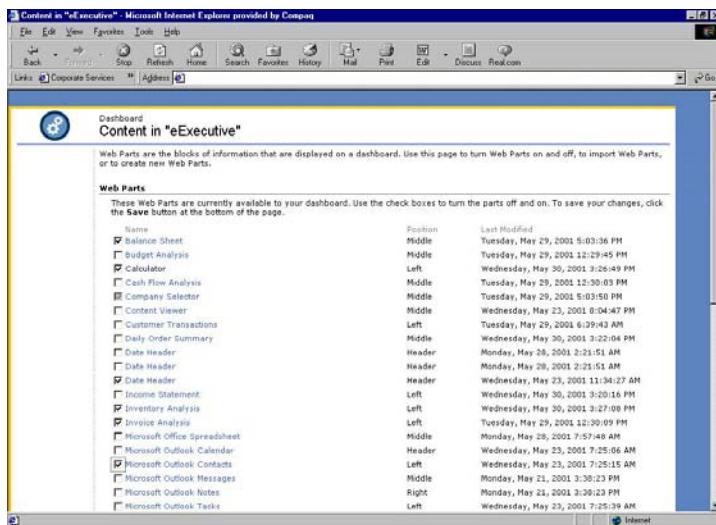 Content in "eExecutive" - Microsoft Internet Explorer provided by Compaq
File Edit View Favorites Tools Help
Back Forward Stop Refresh Home Search Favorites History Mail Print Edit Discuss Real.com
Links Corporate Services » Address Go
Dashboard
Content in "eExecutive"
Web Parts are the blocks of information that are displayed on a dashboard. Use this page to turn Web Parts on and off, to import Web Parts,
or to create new Web Parts.
Web Parts
These Web Parts are currently available to your dashboard. Use the check boxes to turn the parts off and on. To save your changes, click
the Save button at the bottom of the page.
Name Position Last Modified
Balance Sheet Middle Tuesday, May 29, 2001 5:03:36 PM
Budget Analysis Middle Tuesday, May 29, 2001 12:29:45 PM
Calculator Left Wednesday, May 30, 2001 3:26:49 PM
Cash Flow Analysis Middle Tuesday, May 29, 2001 12:30:03 PM
Company Selector Middle Tuesday, May 29, 2001 5:03:50 PM
Content Viewer Middle Wednesday, May 23, 2001 8:04:47 PM
Customer Transactions Left Tuesday, May 29, 2001 6:39:43 AM
Daily Order Summary Middle Wednesday, May 30, 2001 3:22:04 PM
Date Header Header Monday, May 28, 2001 2:21:51 AM
Date Header Header Monday, May 28, 2001 2:21:51 AM
Date Header Header Wednesday, May 23, 2001 11:34:27 AM
Income Statement Left Wednesday, May 30, 2001 3:20:16 PM
Inventory Analysis Left Wednesday, May 30, 2001 3:27:08 PM
Invoice Analysis Left Tuesday, May 29, 2001 12:30:09 PM
Microsoft Office Spreadsheet Middle Monday, May 28, 2001 7:57:48 AM
Microsoft Outlook Calendar Header Wednesday, May 23, 2001 7:25:06 AM
Microsoft Outlook Contacts Left Wednesday, May 23, 2001 7:25:15 AM
Microsoft Outlook Messages Middle Monday, May 21, 2001 3:38:23 PM
Microsoft Outlook Notes Right Monday, May 21, 2001 3:38:23 PM
Microsoft Outlook Tasks Left Wednesday, May 23, 2001 7:25:39 AM
Internet